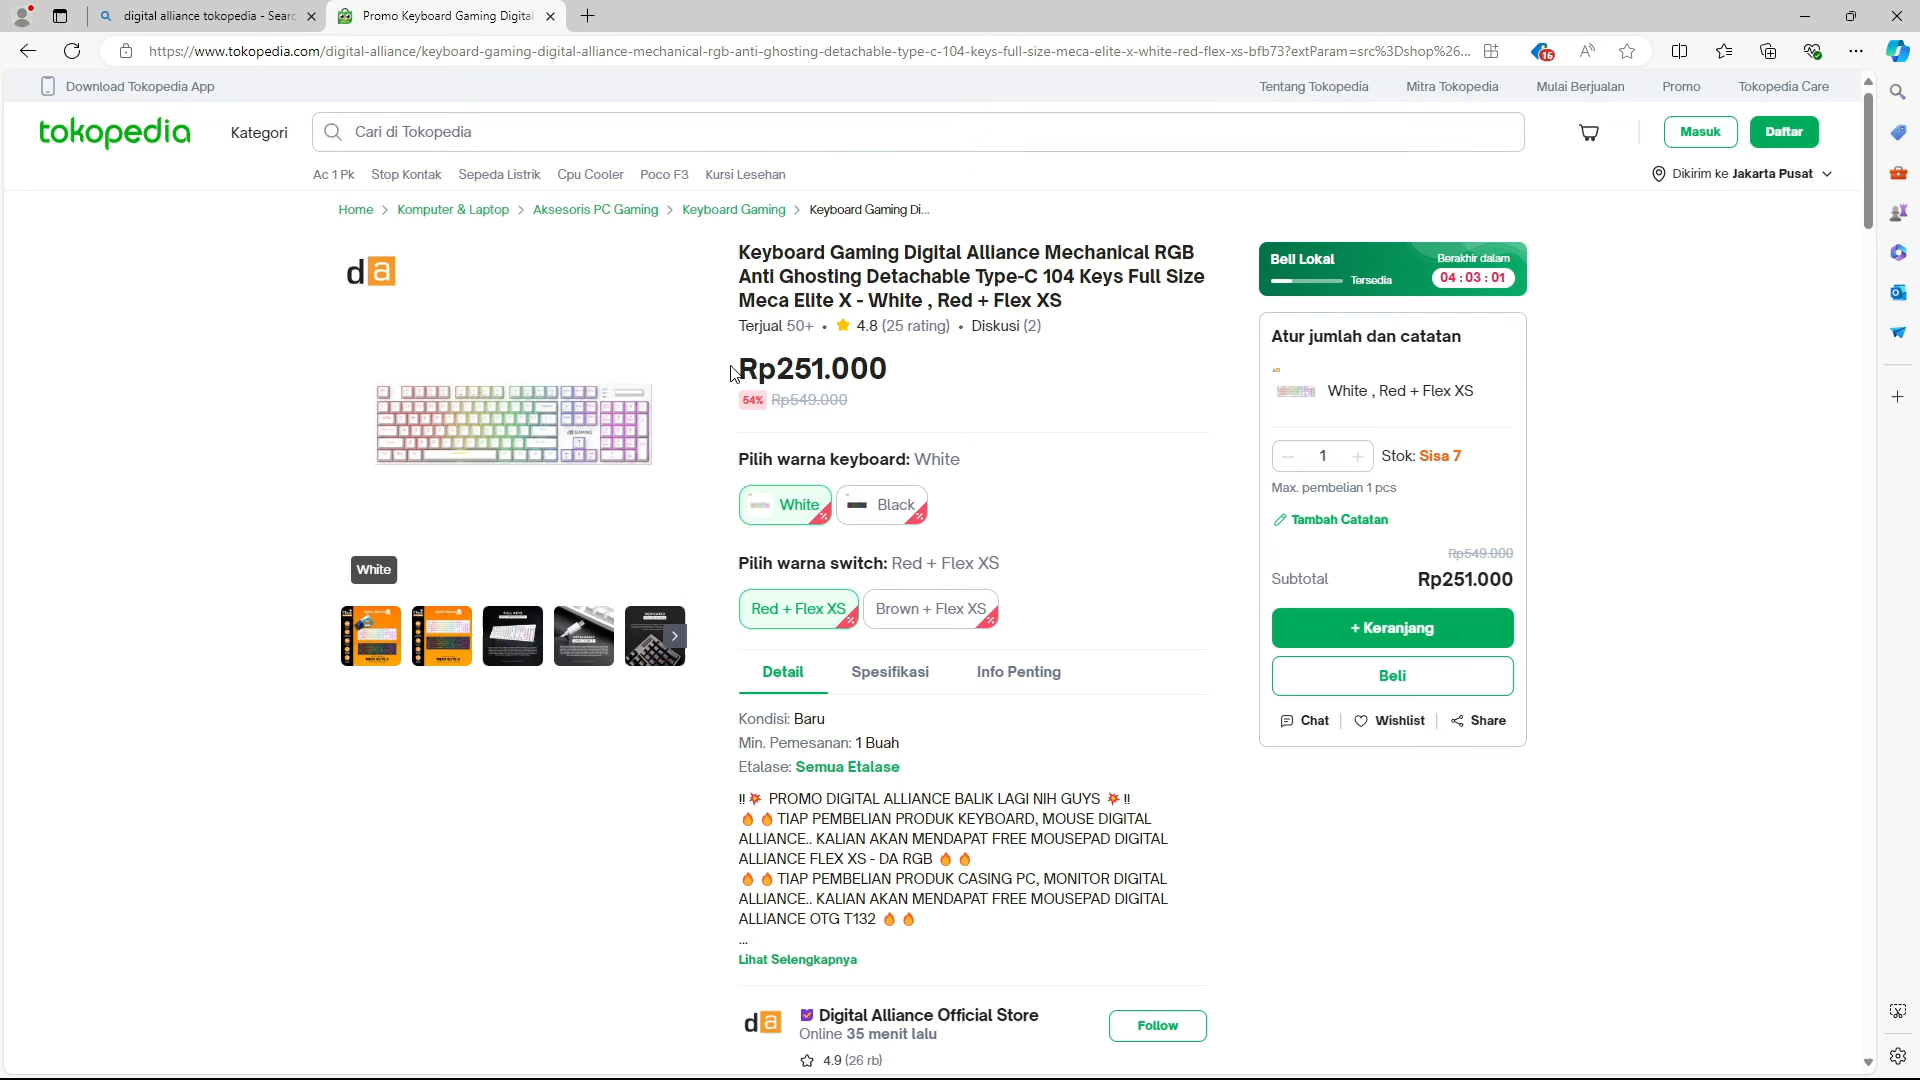 digital alliance tokopedia - Searc
Promo Keyboard Gaming Digital
https://www.tokopedia.com/digital-alliance/keyboard-gaming-digital-alliance-mechanical-rgb-anti-ghosting-detachable-type-c-104-keys-full-size-meca-elite-x-white-red-flex-xs-bfb73?extParam=src%3Dshop%26...
16
Download Tokopedia App
Tentang Tokopedia
Mitra Tokopedia
Mulai Berjualan
Promo
Tokopedia Care
tokopedia
Kategori
Cari di Tokopedia
Masuk
Daftar
Ac 1 Pk
Stop Kontak
Sepeda Listrik
Cpu Cooler
Poco F3
Kursi Lesehan
Dikirim ke Jakarta Pusat
Home > Komputer & Laptop > Aksesoris PC Gaming > Keyboard Gaming > Keyboard Gaming Di...
da
White
Keyboard Gaming Digital Alliance Mechanical RGB
Anti Ghosting Detachable Type-C 104 Keys Full Size
Meca Elite X - White , Red + Flex XS
Terjual 50+ • 4.8 (25 rating) • Diskusi (2)
Rp251.000
54% Rp549.000
Pilih warna keyboard: White
White
Black
Pilih warna switch: Red + Flex XS
Red + Flex XS
Brown + Flex XS
Detail
Spesifikasi
Info Penting
Kondisi: Baru
Min. Pemesanan: 1 Buah
Etalase: Semua Etalase
‼💥 PROMO DIGITAL ALLIANCE BALIK LAGI NIH GUYS 💥‼
🔥🔥TIAP PEMBELIAN PRODUK KEYBOARD, MOUSE DIGITAL
ALLIANCE.. KALIAN AKAN MENDAPAT FREE MOUSEPAD DIGITAL
ALLIANCE FLEX XS - DA RGB 🔥🔥
🔥🔥TIAP PEMBELIAN PRODUK CASING PC, MONITOR DIGITAL
ALLIANCE.. KALIAN AKAN MENDAPAT FREE MOUSEPAD DIGITAL
ALLIANCE OTG T132 🔥🔥
...
Lihat Selengkapnya
da
Digital Alliance Official Store
Online 35 menit lalu
4.9 (26 rb)
Follow
Beli Lokal
Tersedia
Berakhir dalam
04 : 03 : 01
Atur jumlah dan catatan
White , Red + Flex XS
1
Stok: Sisa 7
Max. pembelian 1 pcs
Tambah Catatan
Rp549.000
Subtotal
Rp251.000
+ Keranjang
Beli
Chat
Wishlist
Share